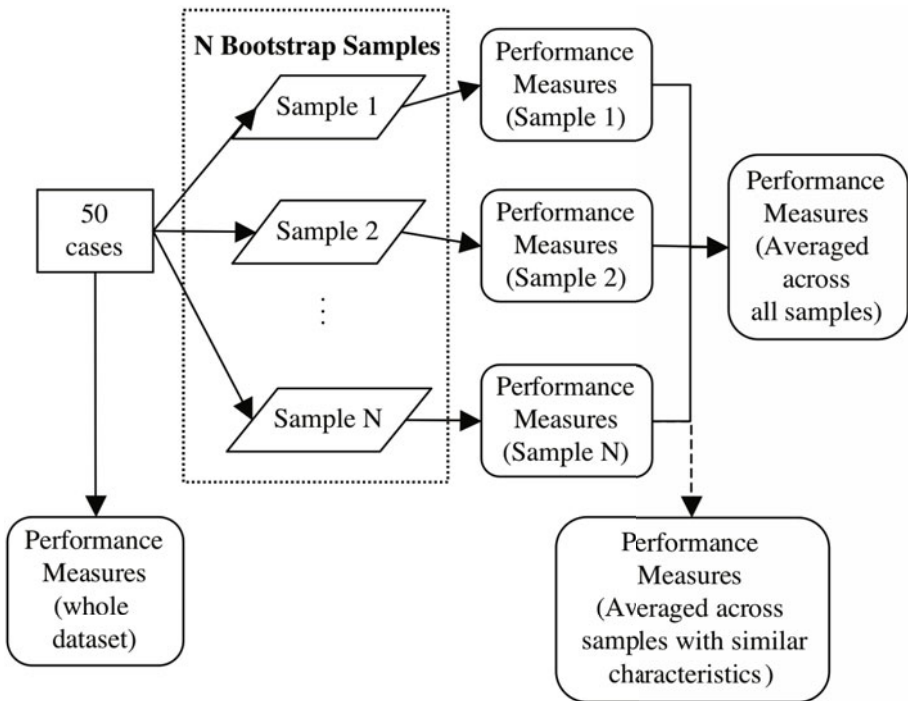 N Bootstrap Samples
Sample 1
Performance
Measures
(Sample 1)
50
cases
Sample 2
Performance
Measures
(Sample 2)
Performance
Measures
(Averaged
across
all samples)
⋮
Sample N
Performance
Measures
(Sample N)
Performance
Measures
(whole
dataset)
Performance
Measures
(Averaged across
samples with similar
characteristics)